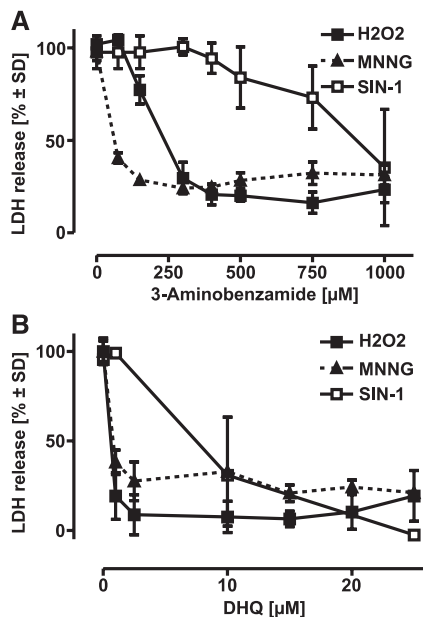 A
H2O2
MNNG
SIN-1
LDH release [% ± SD]
100
50
0
0
250
500
750
1000
3-Aminobenzamide [µM]
B
H2O2
MNNG
SIN-1
LDH release [% ± SD]
100
50
0
0
10
20
DHQ [µM]